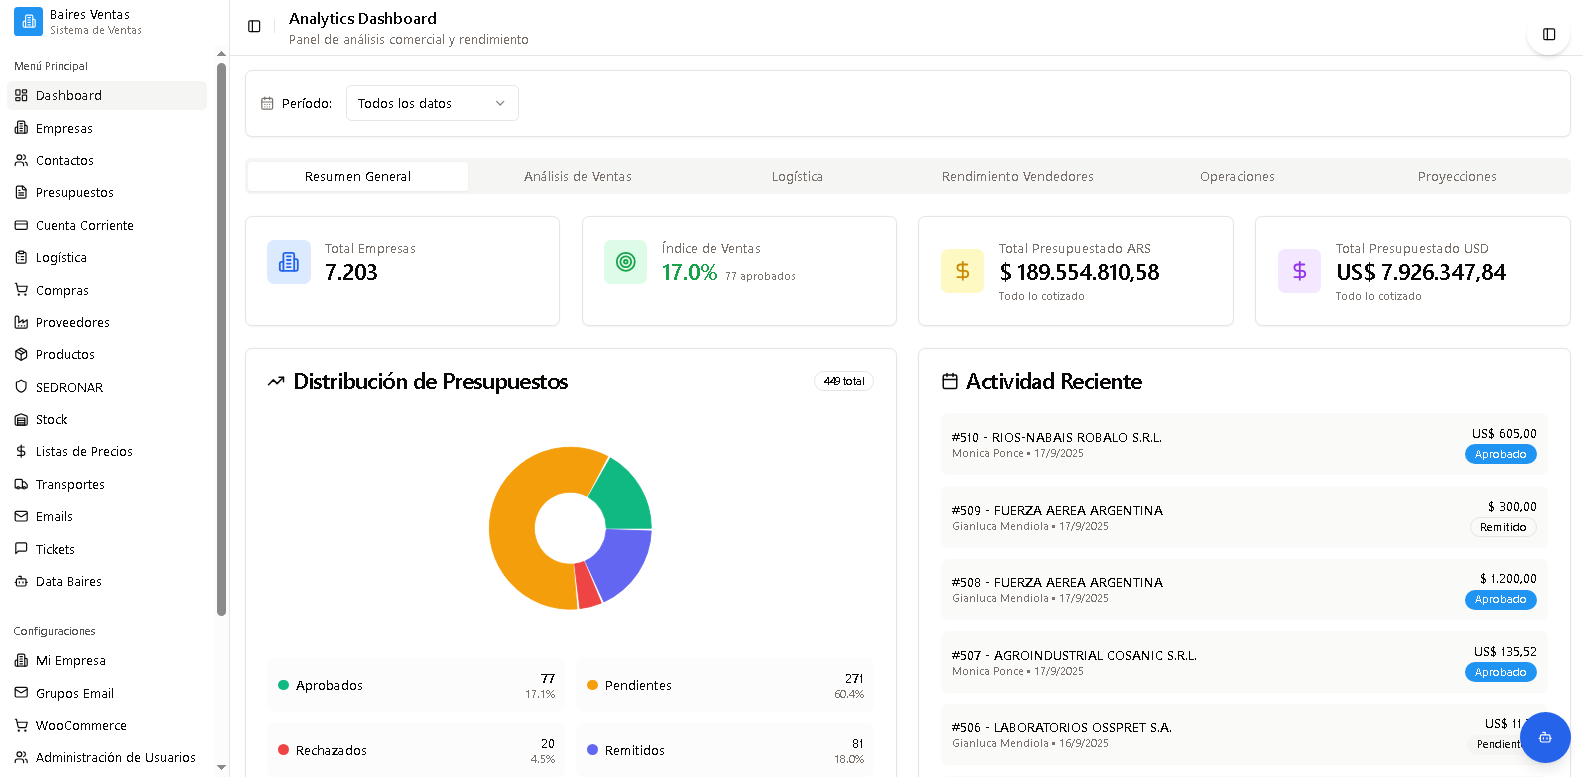 Baires Ventas
Sistema de Ventas
Menú Principal
Dashboard
Empresas
Contactos
Presupuestos
Cuenta Corriente
Logística
Compras
Proveedores
Productos
SEDRONAR
Stock
Listas de Precios
Transportes
Emails
Tickets
Data Baires
Configuraciones
Mi Empresa
Grupos Email
WooCommerce
Administración de Usuarios
Analytics Dashboard
Panel de análisis comercial y rendimiento
Período: Todos los datos
Resumen General Análisis de Ventas Logística Rendimiento Vendedores Operaciones Proyecciones
Total Empresas
7.203
Índice de Ventas
17.0% 77 aprobados
Total Presupuestado ARS
$ 189.554.810,58
Todo lo cotizado
Total Presupuestado USD
US$ 7.926.347,84
Todo lo cotizado
Distribución de Presupuestos 449 total
Aprobados 77
17.1%
Pendientes 271
60.4%
Rechazados 20
4.5%
Remitidos 81
18.0%
Actividad Reciente
#510 - RIOS-NABAIS ROBALO S.R.L. US$ 605,00
Monica Ponce • 17/9/2025 Aprobado
#509 - FUERZA AEREA ARGENTINA $ 300,00
Gianluca Mendiola • 17/9/2025 Remitido
#508 - FUERZA AEREA ARGENTINA $ 1.200,00
Gianluca Mendiola • 17/9/2025 Aprobado
#507 - AGROINDUSTRIAL COSANIC S.R.L. US$ 135,52
Monica Ponce • 17/9/2025 Aprobado
#506 - LABORATORIOS OSSPRET S.A. US$
Gianluca Mendiola • 16/9/2025